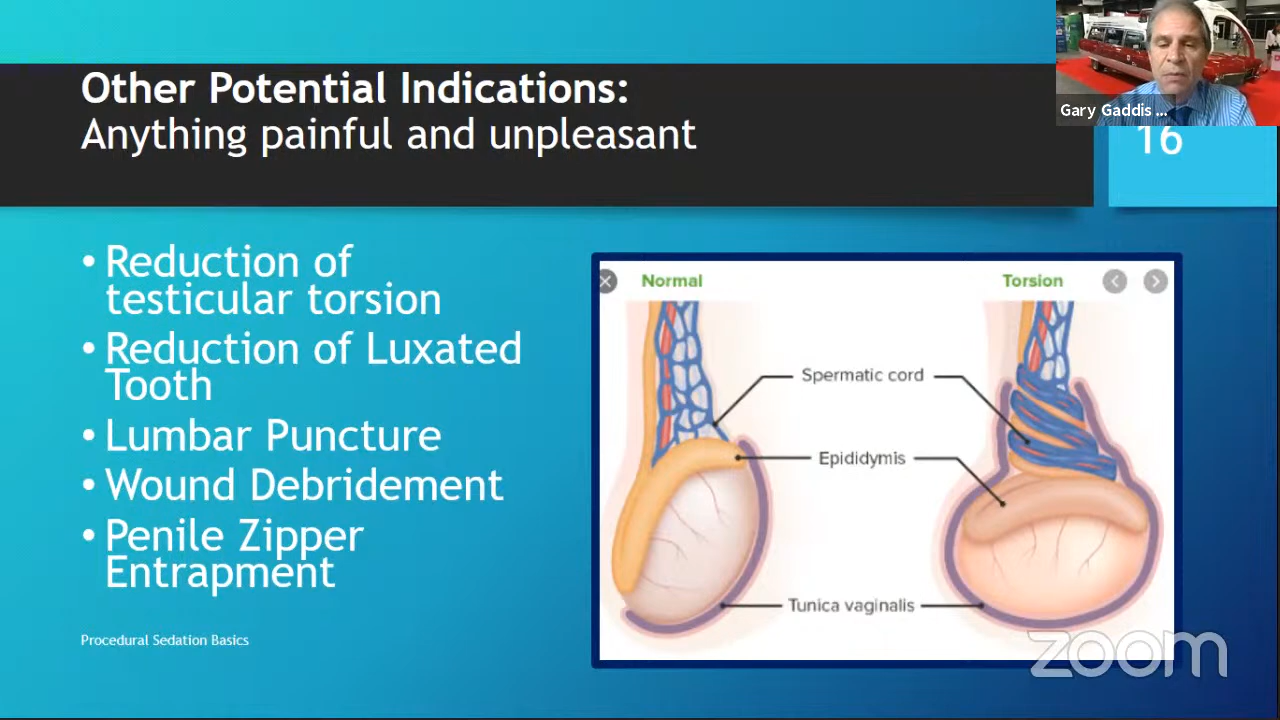 Other Potential Indications:
Anything painful and unpleasant
Gary Gaddis ...
16
• Reduction of
testicular torsion
• Reduction of Luxated
Tooth
• Lumbar Puncture
• Wound Debridement
• Penile Zipper
Entrapment
Procedural Sedation Basics
Normal
Torsion
Spermatic cord
Epididymis
Tunica vaginalis
zoom